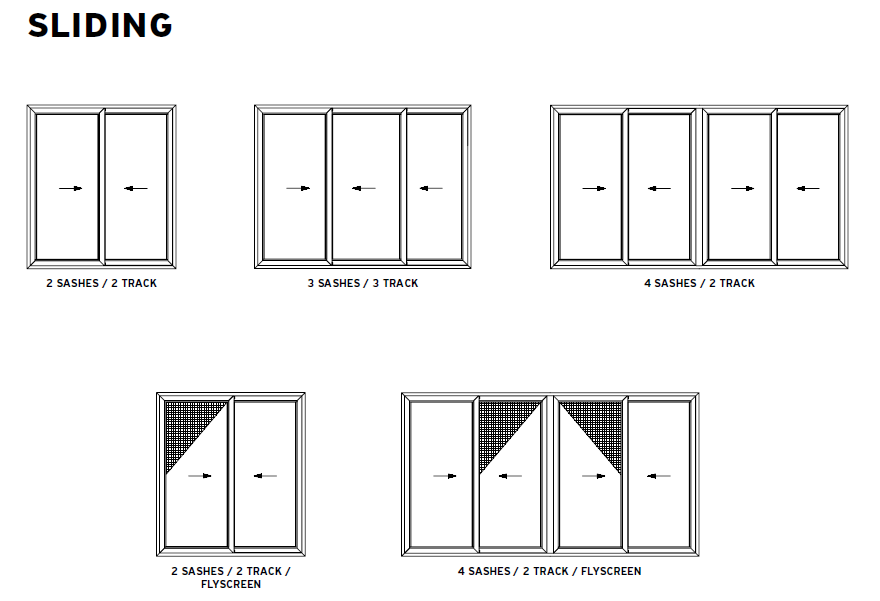 SLIDING
2 SASHES / 2 TRACK
3 SASHES / 3 TRACK
4 SASHES / 2 TRACK
2 SASHES / 2 TRACK /
FLYSCREEN
4 SASHES / 2 TRACK / FLYSCREEN